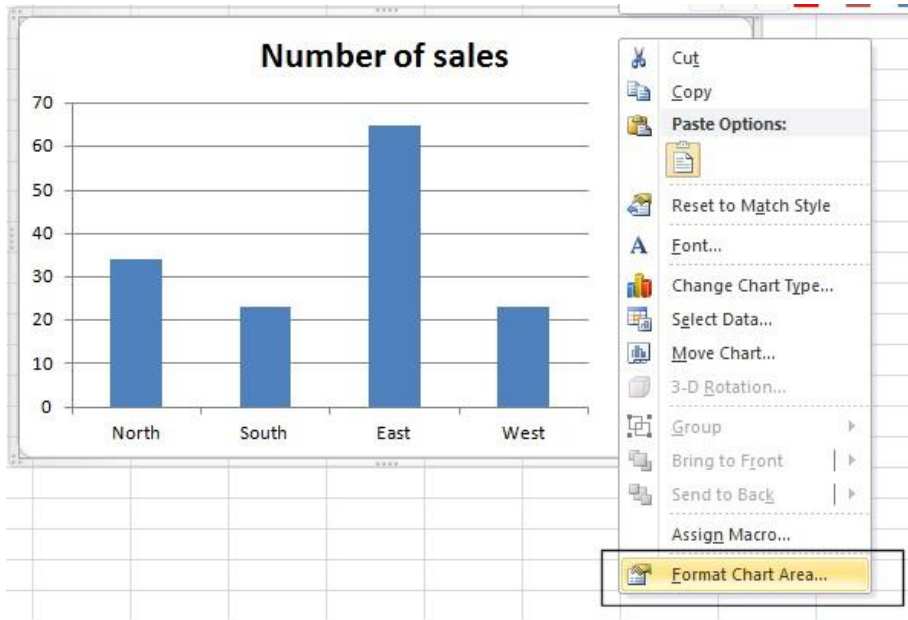 Number of sales
70
60
50
40
30
20
10
0
North South East West
Cut
Copy
Paste Options:
Reset to Match Style
A Font...
Change Chart Type...
Select Data...
Move Chart...
3-D Rotation...
Group
Bring to Front
Send to Back
Assign Macro...
Format Chart Area...